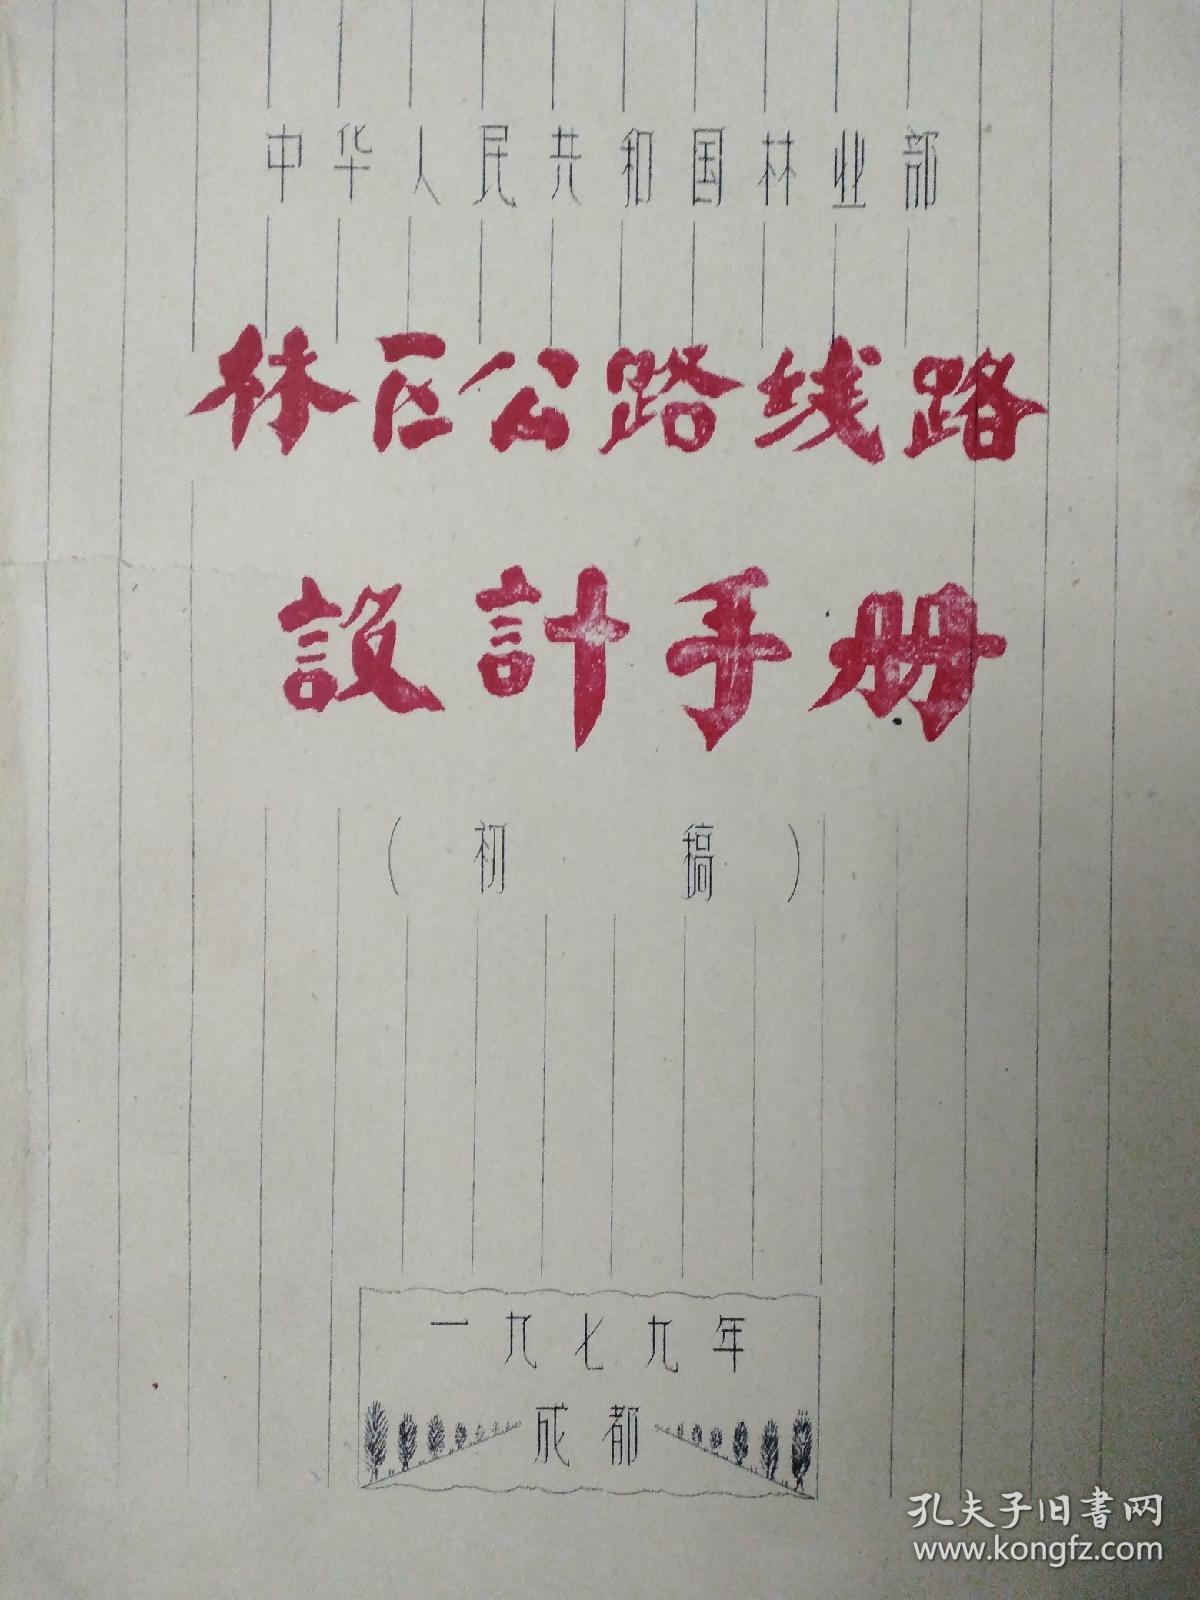 中华人民共和国林业部
林区公路线路
設計手册
（初稿）
一九七九年
成都
孔夫子旧书网
www.kongfz.com